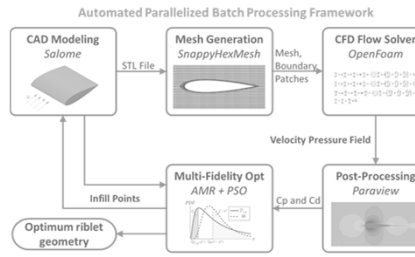 Automated Parallelized Batch Processing Framework
CAD Modeling
Salome
STL File
Mesh Generation
SnappyHexMesh
Mesh,
Boundary
Patches
CFD Flow Solver
OpenFoam
Velocity Pressure Field
Multi-Fidelity Opt
AMR + PSO
PDF
Cp and Cd
Post-Processing
Paraview
Infill Points
Optimum riblet
geometry